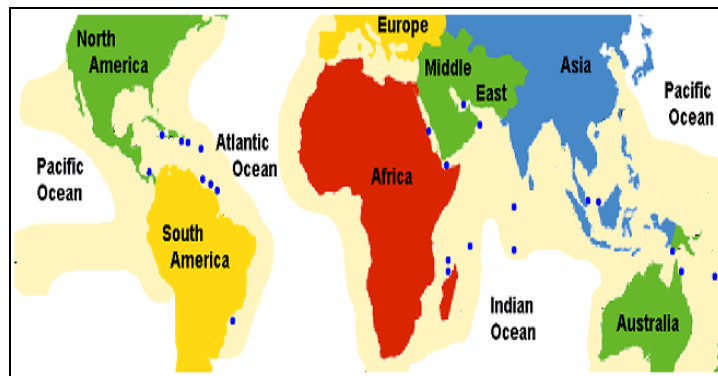 North
America
Europe
Middle
East
Asia
Pacific
Ocean
Atlantic
Ocean
Pacific
Ocean
Africa
South
America
Indian
Ocean
Australia